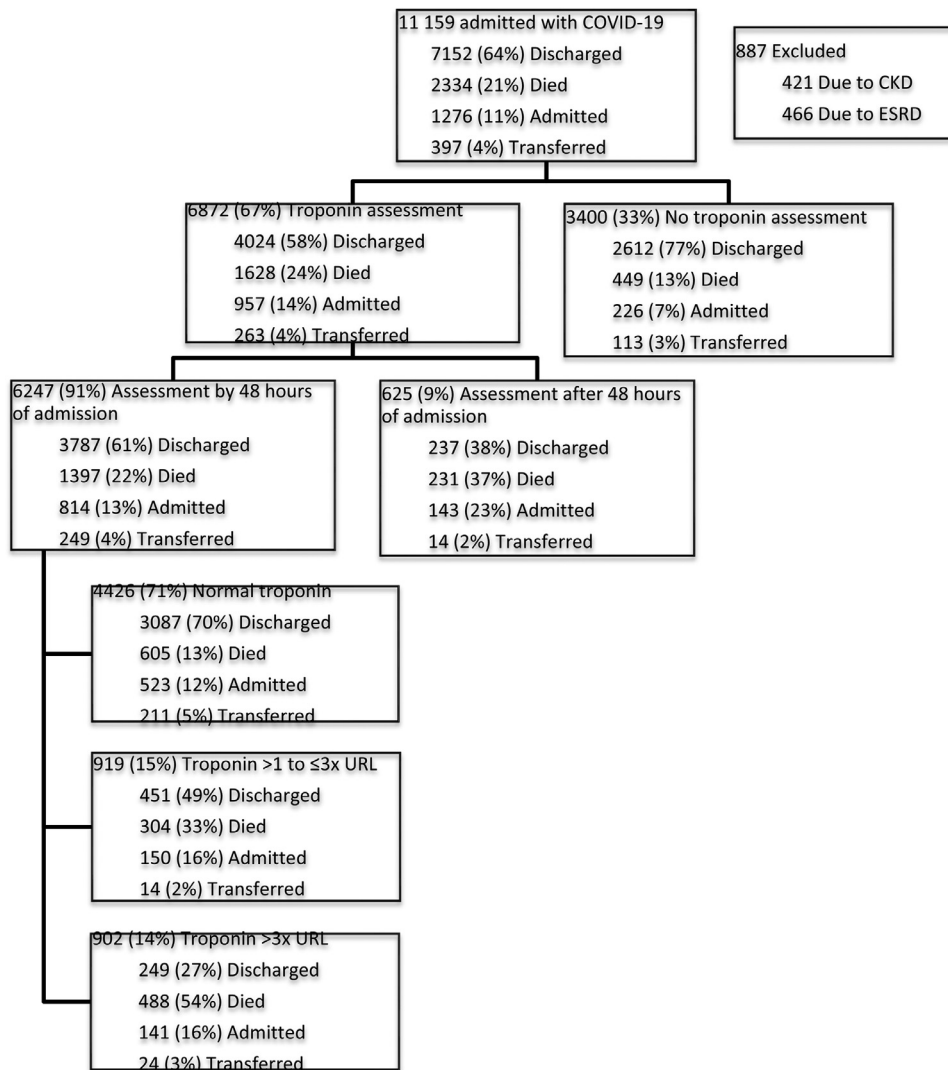 11 159 admitted with COVID-19
7152 (64%) Discharged
2334 (21%) Died
1276 (11%) Admitted
397 (4%) Transferred
887 Excluded
421 Due to CKD
466 Due to ESRD
6872 (67%) Troponin assessment
4024 (58%) Discharged
1628 (24%) Died
957 (14%) Admitted
263 (4%) Transferred
3400 (33%) No troponin assessment
2612 (77%) Discharged
449 (13%) Died
226 (7%) Admitted
113 (3%) Transferred
6247 (91%) Assessment by 48 hours
of admission
3787 (61%) Discharged
1397 (22%) Died
814 (13%) Admitted
249 (4%) Transferred
625 (9%) Assessment after 48 hours
of admission
237 (38%) Discharged
231 (37%) Died
143 (23%) Admitted
14 (2%) Transferred
4426 (71%) Normal troponin
3087 (70%) Discharged
605 (13%) Died
523 (12%) Admitted
211 (5%) Transferred
919 (15%) Troponin >1 to ≤3x URL
451 (49%) Discharged
304 (33%) Died
150 (16%) Admitted
14 (2%) Transferred
902 (14%) Troponin >3x URL
249 (27%) Discharged
488 (54%) Died
141 (16%) Admitted
24 (3%) Transferred